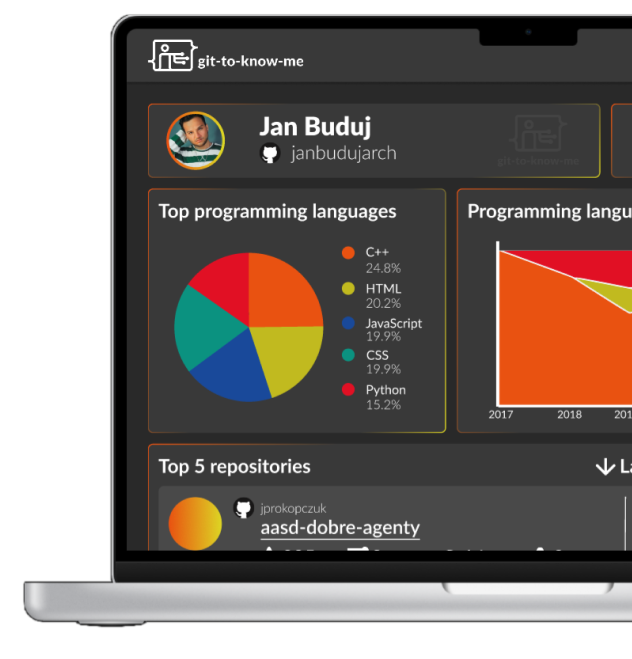 git-to-know-me
Jan Buduj
janbudujarch
git-to-know-me
Top programming languages
C++
24.8%
HTML
20.2%
JavaScript
19.9%
CSS
19.9%
Python
15.2%
Programming langu
2017
2018
201
Top 5 repositories
La
jprokopczuk
aasd-dobre-agenty